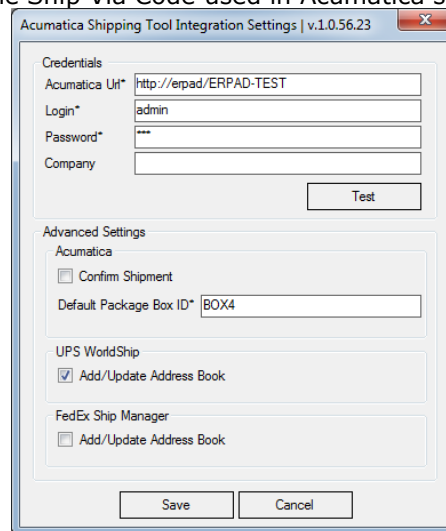 e Ship Via Code used in Acumatica s
Acumatica Shipping Tool Integration Settings | v.1.0.56.23
Credentials
Acumatica Url* http://erpad/ERPAD-TEST
Login* admin
Password* ***
Company
Test
Advanced Settings
Acumatica
Confirm Shipment
Default Package Box ID* BOX4
UPS WorldShip
Add/Update Address Book
FedEx Ship Manager
Add/Update Address Book
Save Cancel